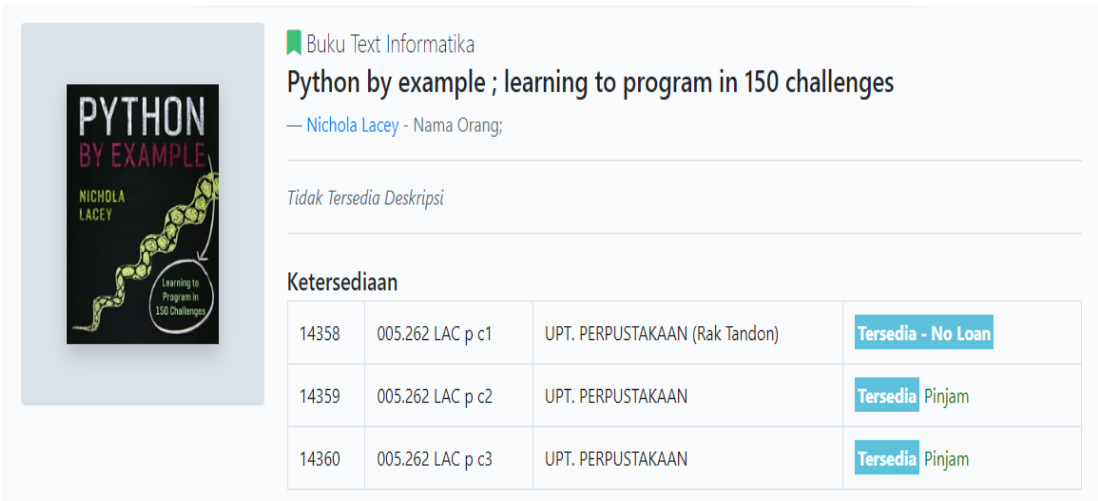 PYTHON
BY EXAMPLE
NICHOLA
LACEY
Learning to
Program in
150 Challenges
Buku Text Informatika
Python by example ; learning to program in 150 challenges
— Nichola Lacey - Nama Orang;
Tidak Tersedia Deskripsi
Ketersediaan
14358 005.262 LAC p c1 UPT. PERPUSTAKAAN (Rak Tandon) Tersedia - No Loan
14359 005.262 LAC p c2 UPT. PERPUSTAKAAN Tersedia Pinjam
14360 005.262 LAC p c3 UPT. PERPUSTAKAAN Tersedia Pinjam